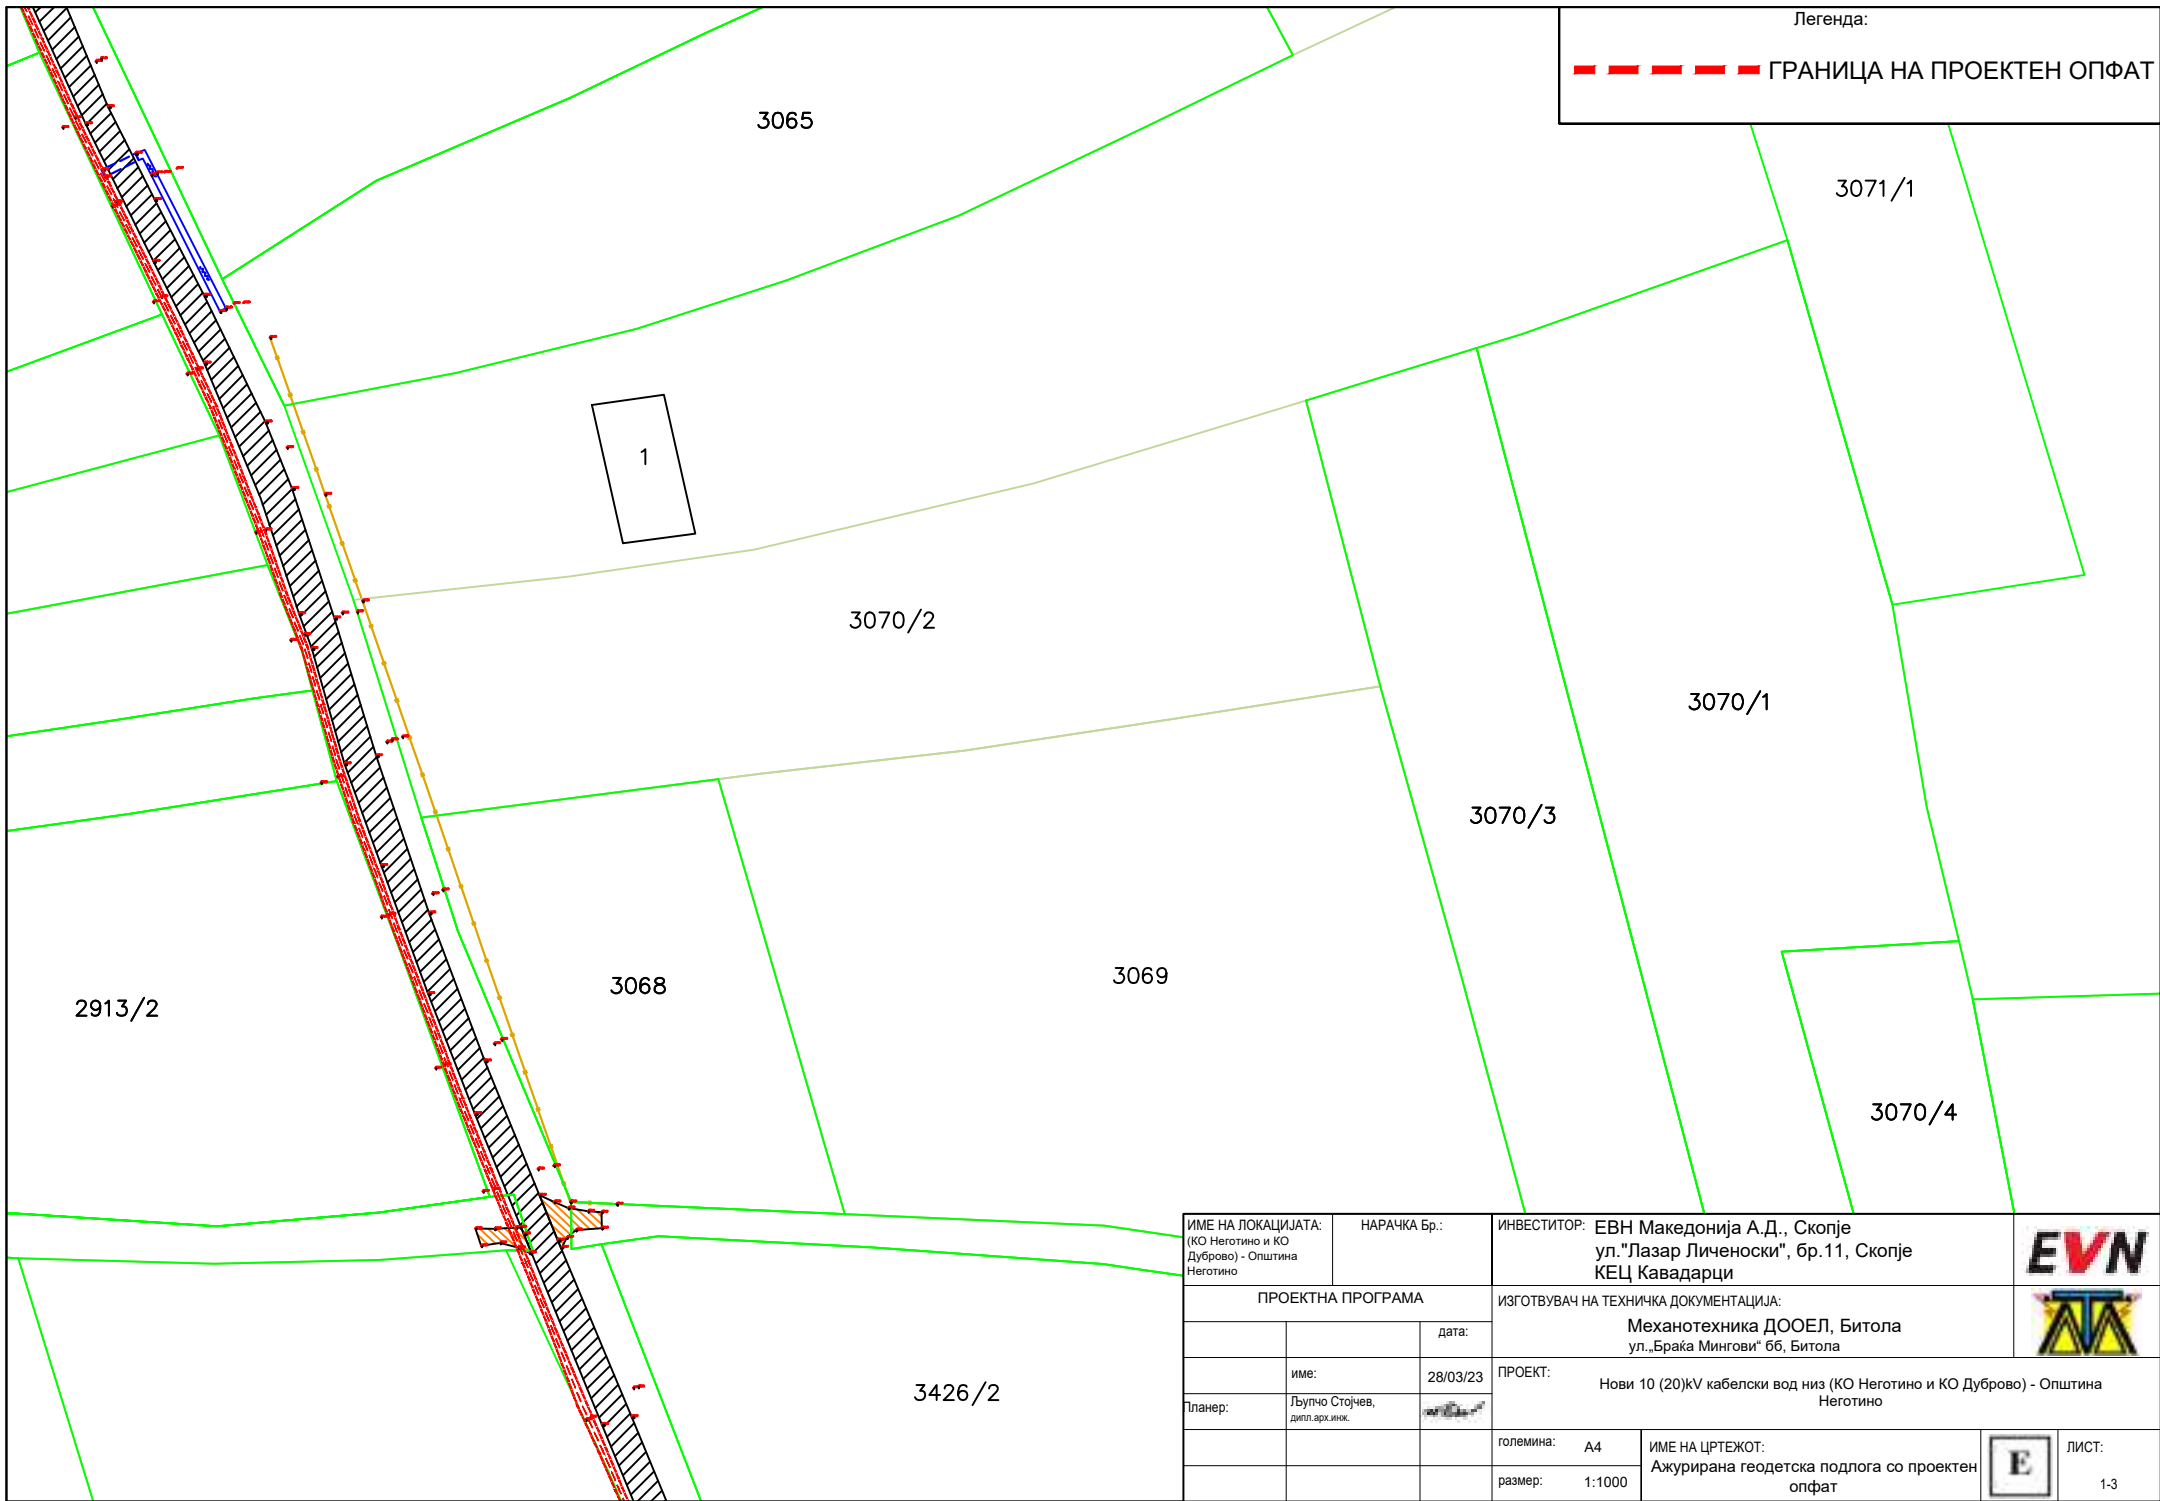 Легенда:
ГРАНИЦА НА ПРОЕКТЕН ОПФАТ
3065
3071/1
1
3070/2
3070/1
3070/3
3068
3069
2913/2
3070/4
3426/2
ИМЕ НА ЛОКАЦИЈАТА:
(КО Неготино и КО
Дуброво) - Општина
Неготино
НАРАЧКА Бр.:
ИНВЕСТИТОР: ЕВН Македонија А.Д., Скопје
ул."Лазар Личеноски", бр.11, Скопје
КЕЦ Кавадарци
EVN
ПРОЕКТНА ПРОГРАМА
ИЗГОТВУВАЧ НА ТЕХНИЧКА ДОКУМЕНТАЦИЈА:
Механотехника ДООЕЛ, Битола
ул.„Браќа Мингови“ бб, Битола
дата:
име:
28/03/23
ПРОЕКТ:
Нови 10 (20)kV кабелски вод низ (КО Неготино и КО Дуброво) - Општина
Неготино
Планер:
Љупчо Стојчев,
дипл.арх.инж.
големина: А4
размер: 1:1000
ИМЕ НА ЦРТЕЖОТ:
Ажурирана геодетска подлога со проектен
опфат
Е
ЛИСТ:
1-3